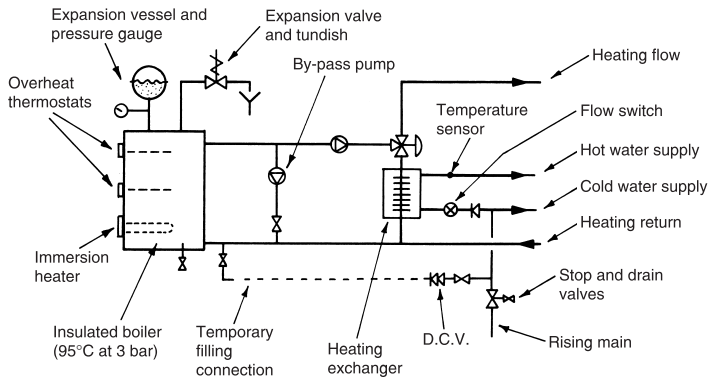 Expansion vessel and
pressure gauge
Expansion valve
and tundish
By-pass pump
Heating flow
Overheat
thermostats
Temperature
sensor
Flow switch
Hot water supply
Cold water supply
Heating return
Immersion
heater
Stop and drain
valves
Insulated boiler
(95°C at 3 bar)
Temporary
filling
connection
Heating
exchanger
D.C.V.
Rising main